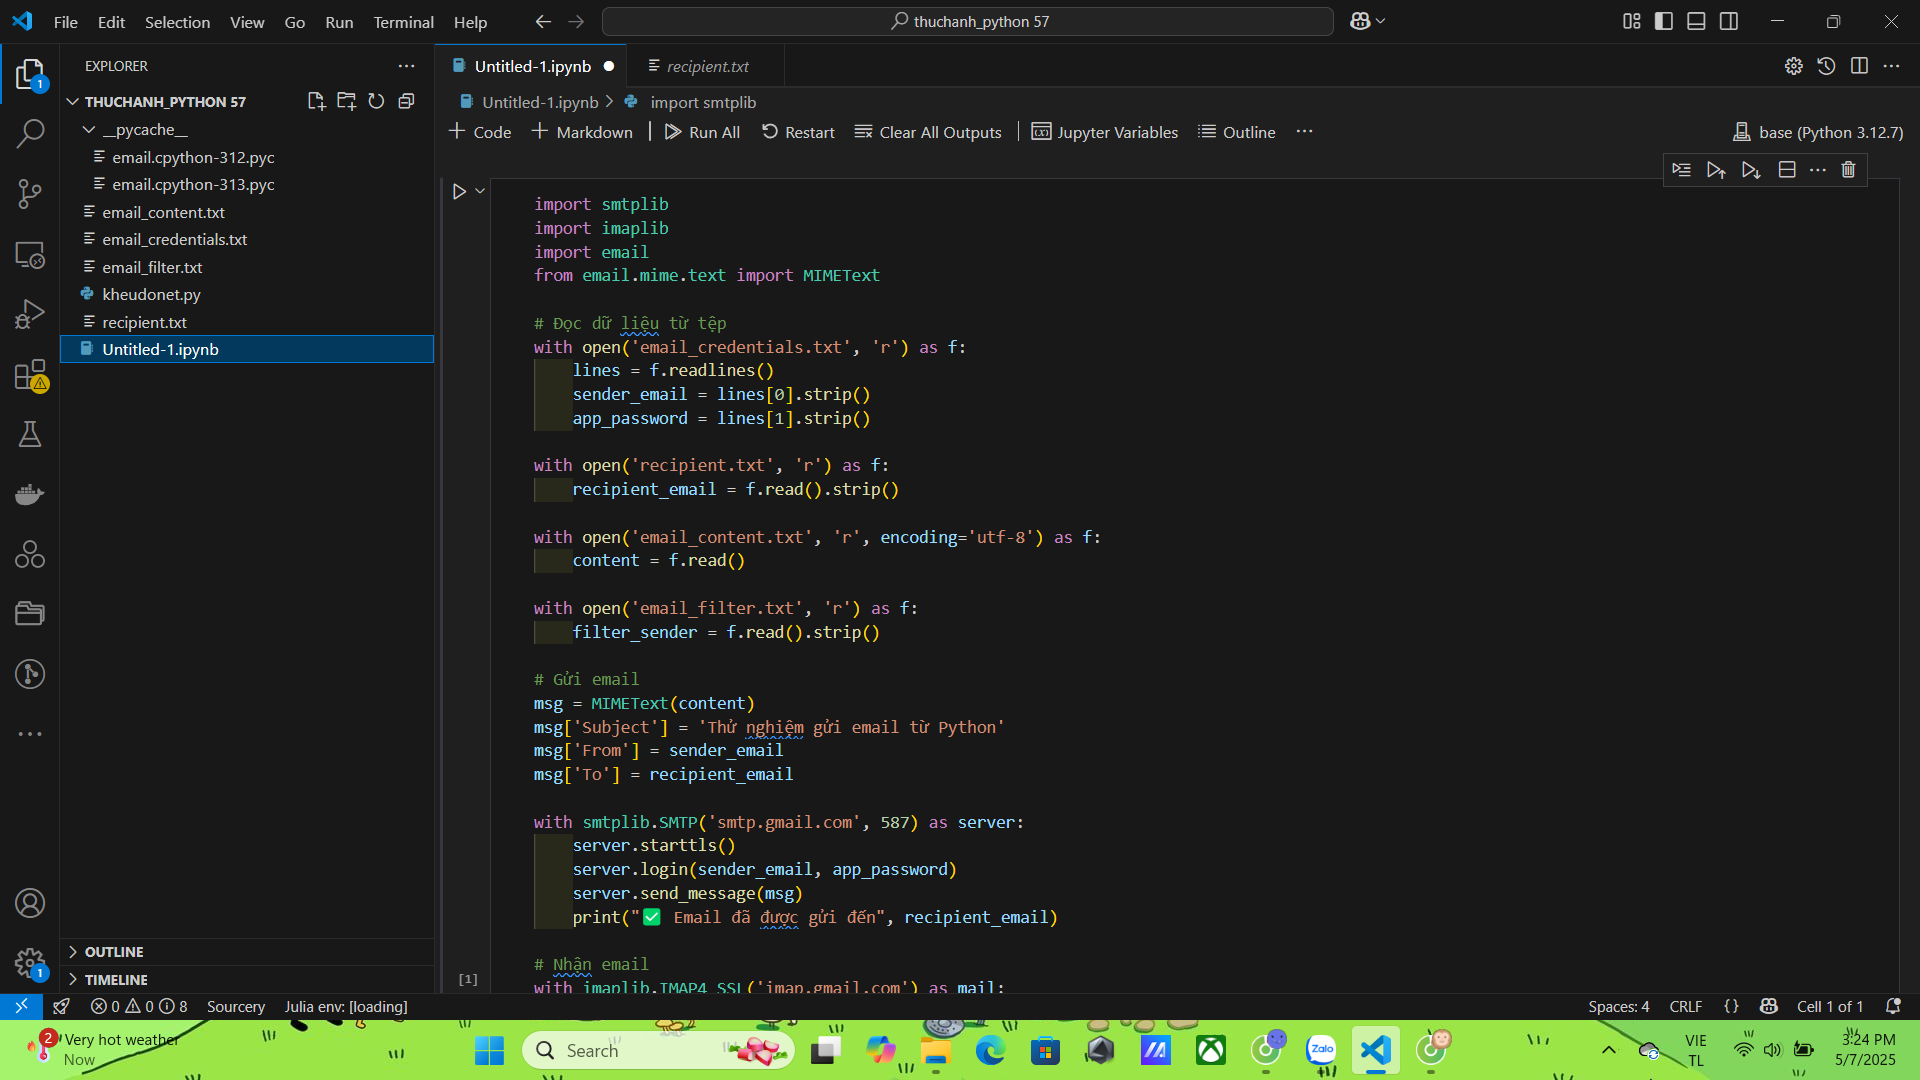 File Edit Selection View Go Run Terminal Help
thuchanh_python 57
EXPLORER
THUCHANH_PYTHON 57
__pycache__
email.cpython-312.pyc
email.cpython-313.pyc
email_content.txt
email_credentials.txt
email_filter.txt
kheudonet.py
recipient.txt
Untitled-1.ipynb
OUTLINE
TIMELINE
Untitled-1.ipynb
recipient.txt
Untitled-1.ipynb > import smtplib
Code Markdown Run All Restart Clear All Outputs Jupyter Variables Outline
base (Python 3.12.7)
import smtplib
import imaplib
import email
from email.mime.text import MIMEText
# Đọc dữ liệu từ tệp
with open('email_credentials.txt', 'r') as f:
lines = f.readlines()
sender_email = lines[0].strip()
app_password = lines[1].strip()
with open('recipient.txt', 'r') as f:
recipient_email = f.read().strip()
with open('email_content.txt', 'r', encoding='utf-8') as f:
content = f.read()
with open('email_filter.txt', 'r') as f:
filter_sender = f.read().strip()
# Gửi email
msg = MIMEText(content)
msg['Subject'] = 'Thử nghiệm gửi email từ Python'
msg['From'] = sender_email
msg['To'] = recipient_email
with smtplib.SMTP('smtp.gmail.com', 587) as server:
server.starttls()
server.login(sender_email, app_password)
server.send_message(msg)
print("✅ Email đã được gửi đến", recipient_email)
# Nhận email
with imaplib.IMAP4_SSL('imap.gmail.com') as mail:
[1]
0 0 8 Sourcery Julia env: [loading]
Spaces: 4 CRLF {} Cell 1 of 1
2
Very hot weather
Now
Search
Zalo
VIE
TL
3:24 PM
5/7/2025